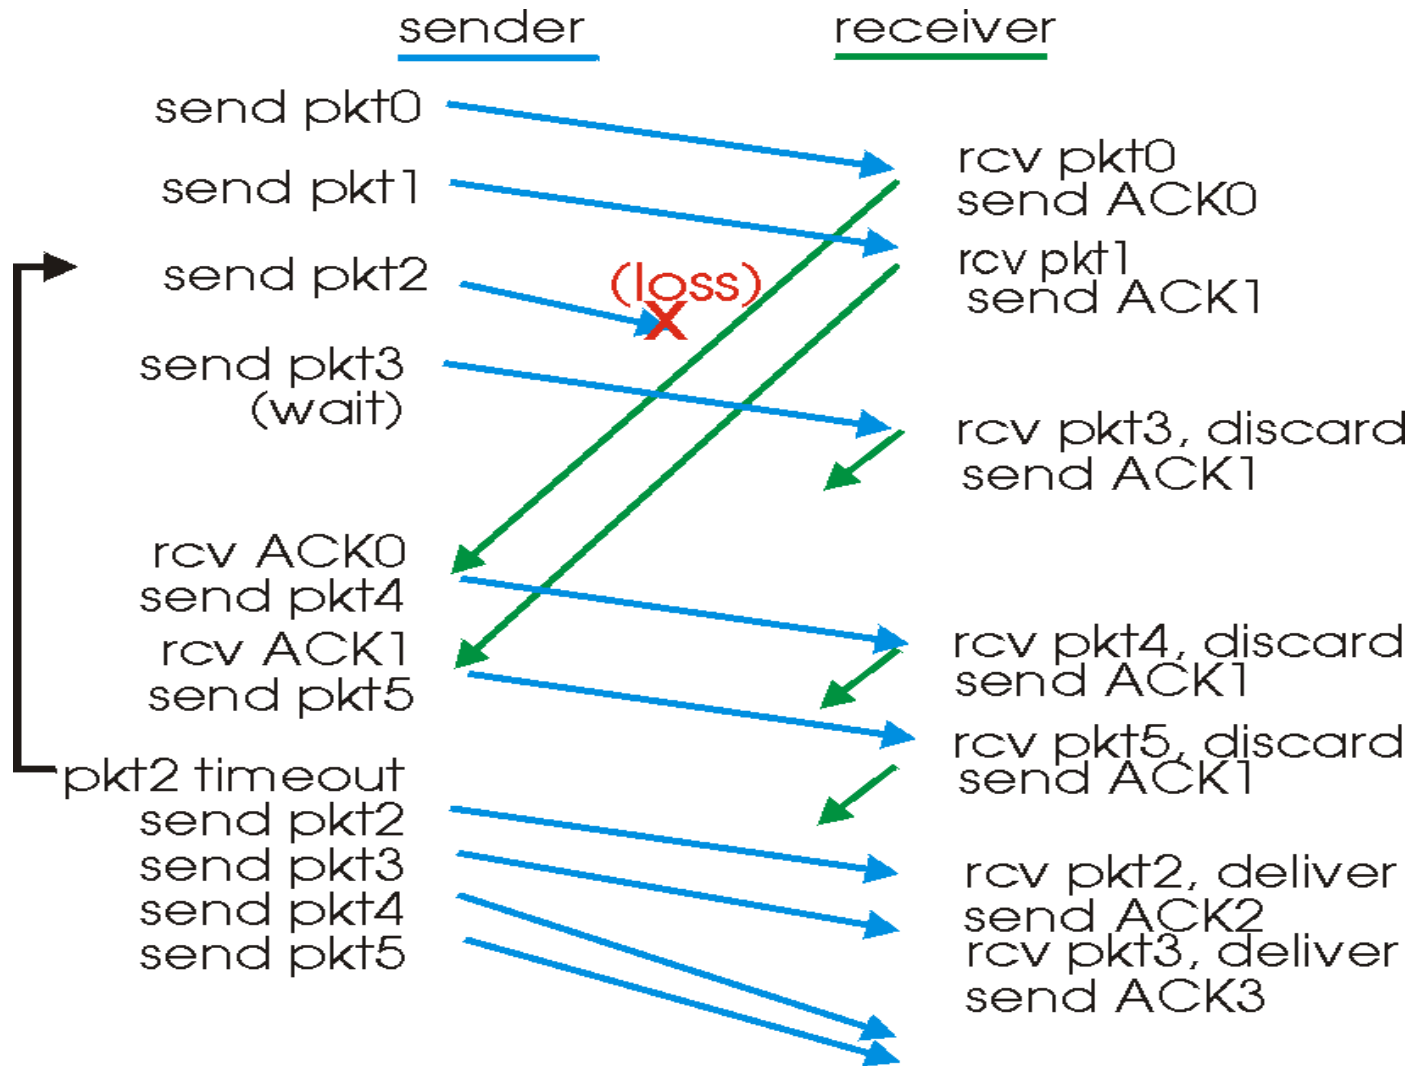 sender
receiver
send pkt0
rcv pkt0
send ACK0
send pkt1
rcv pkt1
send ACK1
send pkt2
(loss)
X
send pkt3
(wait)
rcv pkt3, discard
send ACK1
rcv ACK0
send pkt4
rcv ACK1
send pkt5
rcv pkt4, discard
send ACK1
rcv pkt5, discard
send ACK1
pkt2 timeout
send pkt2
send pkt3
send pkt4
send pkt5
rcv pkt2, deliver
send ACK2
rcv pkt3, deliver
send ACK3